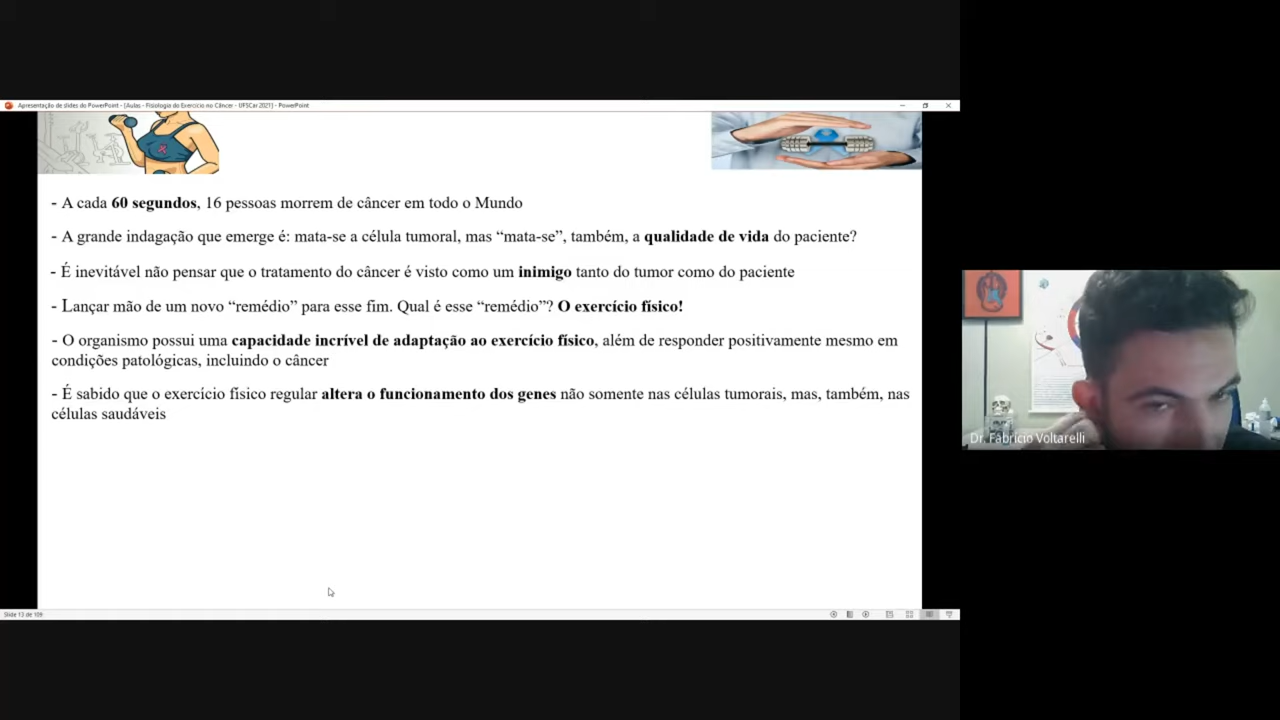 Apresentação de slides do PowerPoint - [Aulas - Fisiologia do Exercício no Câncer - UFSCar 2021] - PowerPoint
- A cada 60 segundos, 16 pessoas morrem de câncer em todo o Mundo
- A grande indagação que emerge é: mata-se a célula tumoral, mas “mata-se”, também, a qualidade de vida do paciente?
- É inevitável não pensar que o tratamento do câncer é visto como um inimigo tanto do tumor como do paciente
- Lançar mão de um novo “remédio” para esse fim. Qual é esse “remédio”? O exercício físico!
- O organismo possui uma capacidade incrível de adaptação ao exercício físico, além de responder positivamente mesmo em
condições patológicas, incluindo o câncer
- É sabido que o exercício físico regular altera o funcionamento dos genes não somente nas células tumorais, mas, também, nas
células saudáveis
Dr. Fabrício Voltarelli
Slide 13 de 109